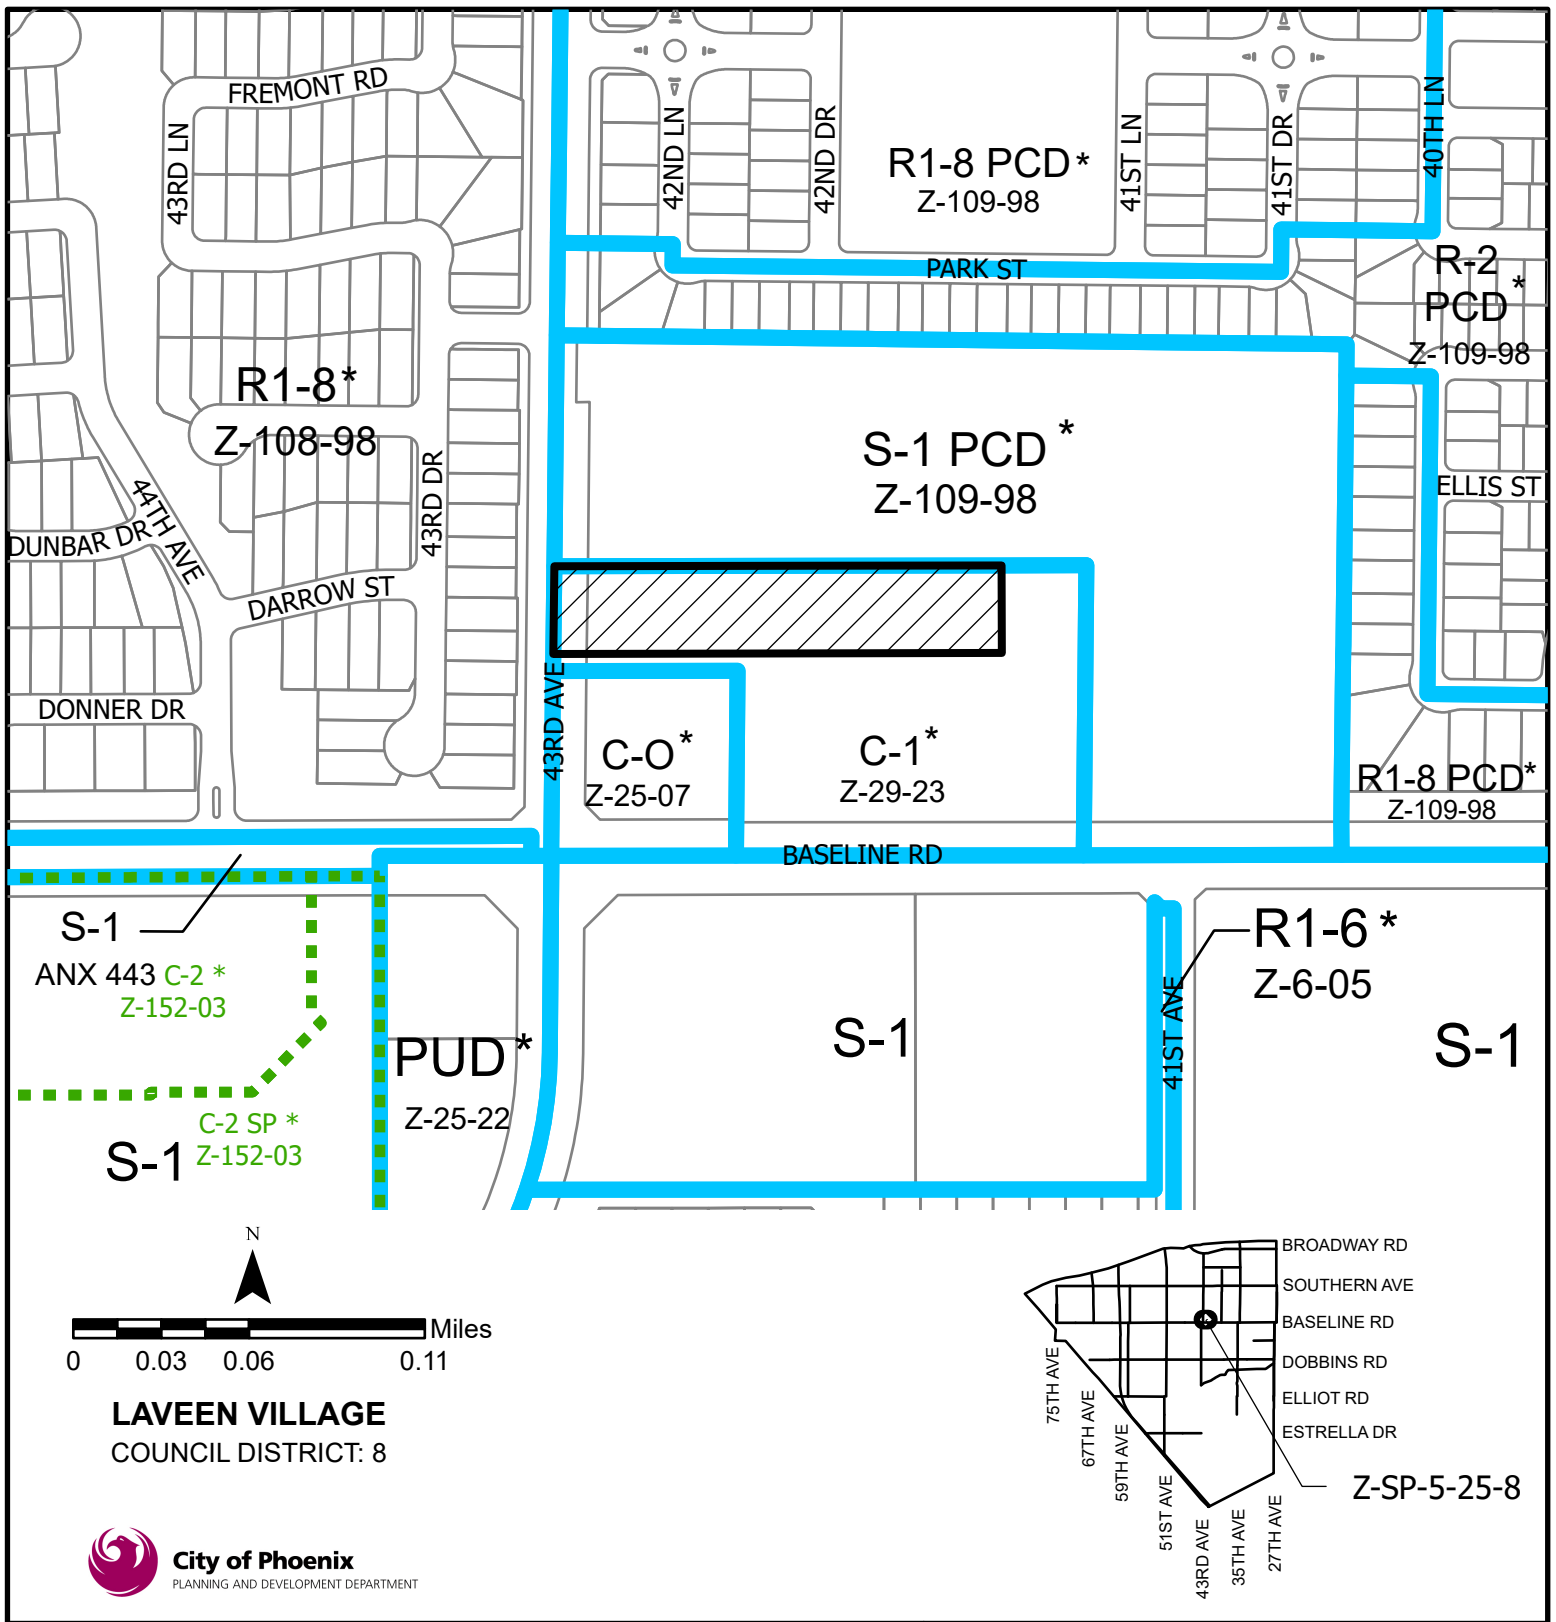 FREMONT RD
43RD LN
42ND LN
42ND DR
R1-8 PCD*
Z-109-98
41ST LN
41ST DR
40TH LN
PARK ST
R-2
PCD*
Z-109-98
R1-8*
Z-108-98
S-1 PCD*
Z-109-98
44TH AVE
43RD DR
ELLIS ST
DUNBAR DR
DARROW ST
DONNER DR
43RD AVE
C-O*
Z-25-07
C-1*
Z-29-23
R1-8 PCD*
Z-109-98
BASELINE RD
S-1
ANX 443
C-2 *
Z-152-03
R1-6 *
Z-6-05
PUD*
Z-25-22
S-1
41ST AVE
S-1
C-2 SP *
Z-152-03
S-1
N
Miles
0 0.03 0.06 0.11
LAVEEN VILLAGE
COUNCIL DISTRICT: 8
BROADWAY RD
SOUTHERN AVE
BASELINE RD
DOBBINS RD
ELLIOT RD
ESTRELLA DR
75TH AVE
67TH AVE
59TH AVE
51ST AVE
43RD AVE
35TH AVE
27TH AVE
Z-SP-5-25-8
City of Phoenix
PLANNING AND DEVELOPMENT DEPARTMENT